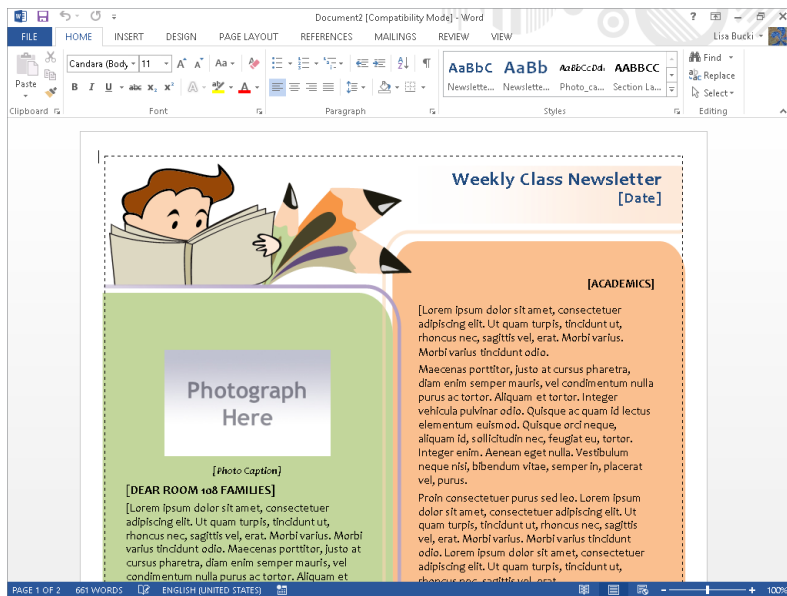 Document2 [Compatibility Mode] - Word
FILE HOME INSERT DESIGN PAGE LAYOUT REFERENCES MAILINGS REVIEW VIEW Lisa Bucki
Candara (Body 11
Paste
B I U abc x₂ x²
AaBbC AaBb AaBbCcDdi AABBCC
Newslette... Newslette... Photo_ca... Section La...
Find
Replace
Select
Clipboard Font Paragraph Styles Editing
Weekly Class Newsletter
[Date]
Photograph
Here
[Photo Caption]
[DEAR ROOM 108 FAMILIES]
[Lorem ipsum dolor sit amet, consectetuer
adipiscing elit. Ut quam turpis, tincidunt ut,
rhoncus nec, sagittis vel, erat. Morbi varius. Morbi
varius tincidunt odio. Maecenas porttitor, justo at
cursus pharetra, diam enim semper mauris, vel
condimentum nulla purus ac tortor. Aliquam et
[ACADEMICS]
[Lorem ipsum dolor sit amet, consectetuer
adipiscing elit. Ut quam turpis, tincidunt ut,
rhoncus nec, sagittis vel, erat. Morbi varius.
Morbi varius tincidunt odio.
Maecenas porttitor, justo at cursus pharetra,
diam enim semper mauris, vel condimentum nulla
purus ac tortor. Aliquam et tortor. Integer
vehicula pulvinar odio. Quisque ac quam id lectus
elementum euismod. Quisque orci neque,
aliquam id, sollicitudin nec, feugiat eu, tortor.
Integer enim. Aenean eget nulla. Vestibulum
neque nisi, bibendum vitae, semper in, placerat
vel, purus.
Proin consectetuer purus sed leo. Lorem ipsum
dolor sit amet, consectetuer adipiscing elit. Ut
quam turpis, tincidunt ut, rhoncus nec, sagittis
vel, erat. Morbi varius. Morbi varius tincidunt
odio. Lorem ipsum dolor sit amet, consectetuer
adipiscing elit. Ut quam turpis, tincidunt ut,
rhoncus nec, sagittis vel, erat.
PAGE 1 OF 2 661 WORDS ENGLISH (UNITED STATES) 100%